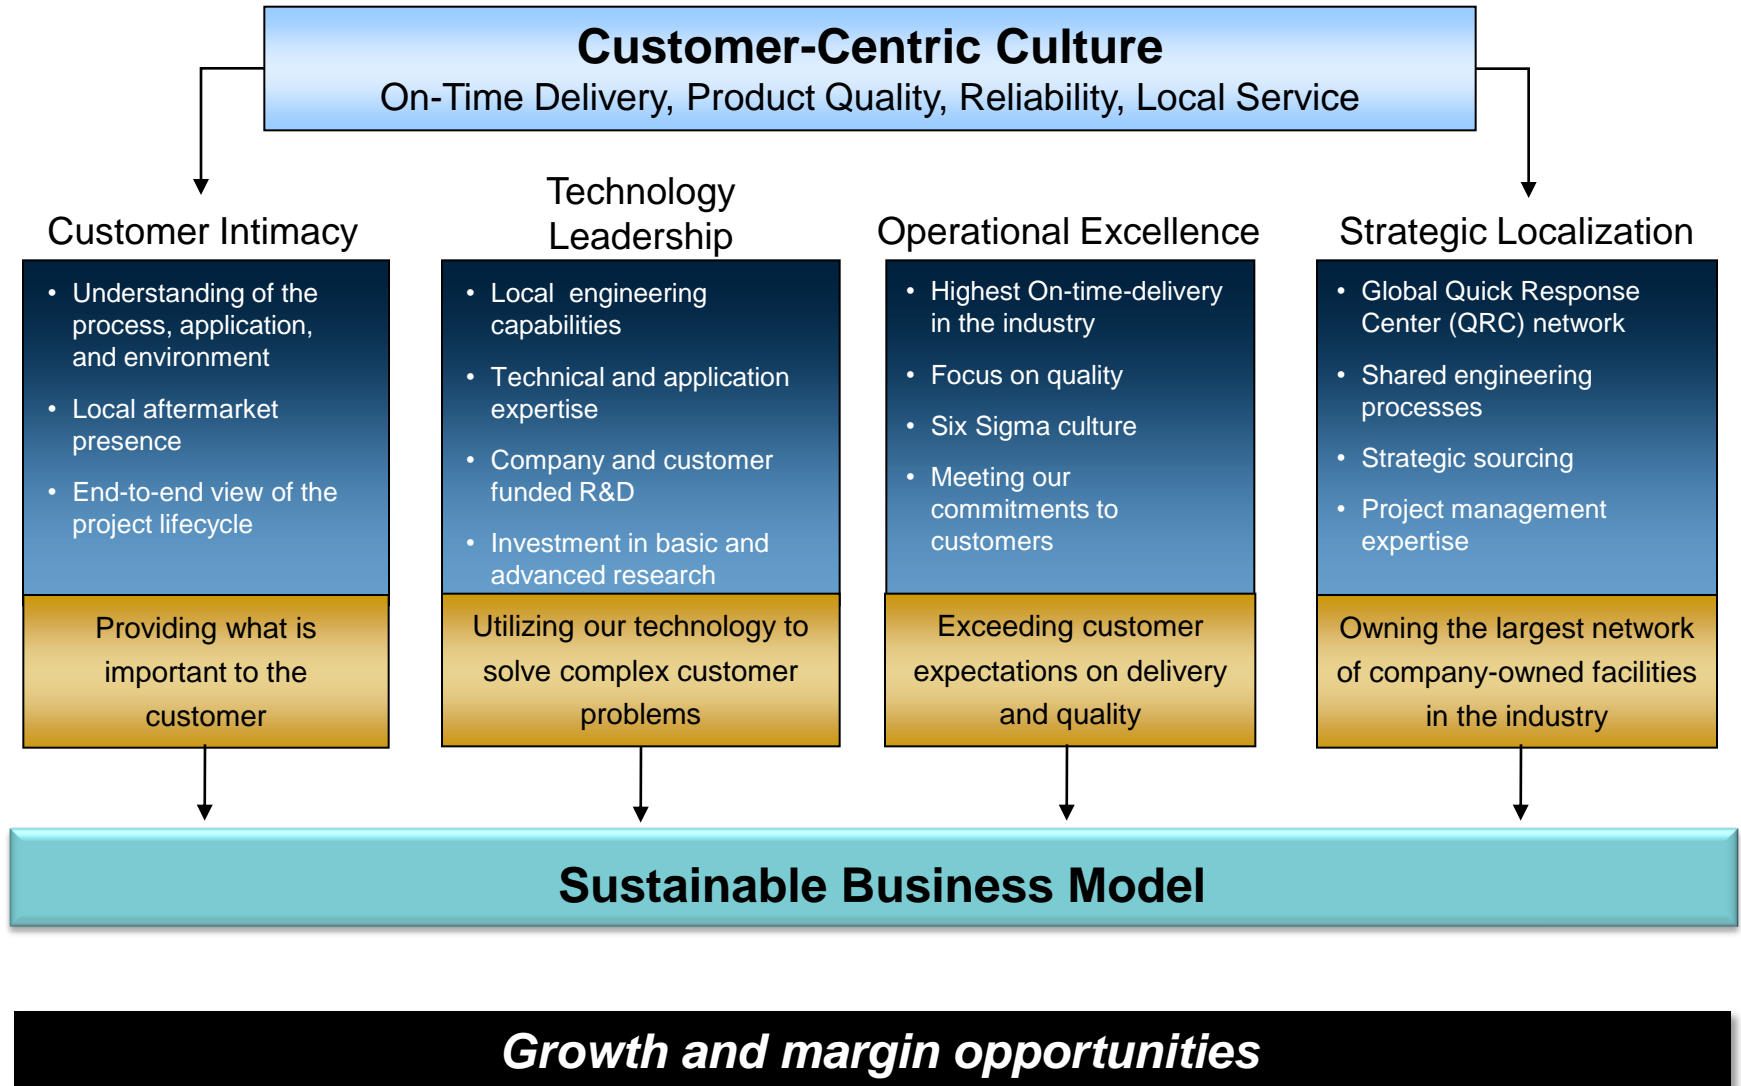 Customer-Centric Culture
On-Time Delivery, Product Quality, Reliability, Local Service
Customer Intimacy
• Understanding of the
process, application,
and environment
• Local aftermarket
presence
• End-to-end view of the
project lifecycle
Providing what is
important to the
customer
Technology
Leadership
• Local engineering
capabilities
• Technical and application
expertise
• Company and customer
funded R&D
• Investment in basic and
advanced research
Utilizing our technology to
solve complex customer
problems
Operational Excellence
• Highest On-time-delivery
in the industry
• Focus on quality
• Six Sigma culture
• Meeting our
commitments to
customers
Exceeding customer
expectations on delivery
and quality
Strategic Localization
• Global Quick Response
Center (QRC) network
• Shared engineering
processes
• Strategic sourcing
• Project management
expertise
Owning the largest network
of company-owned facilities
in the industry
Sustainable Business Model
Growth and margin opportunities